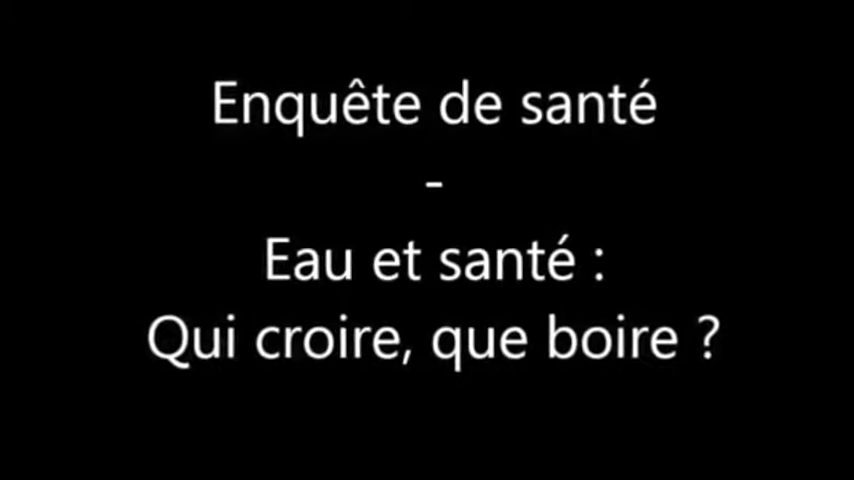 Enquête de santé
-
Eau et santé :
Qui croire, que boire ?